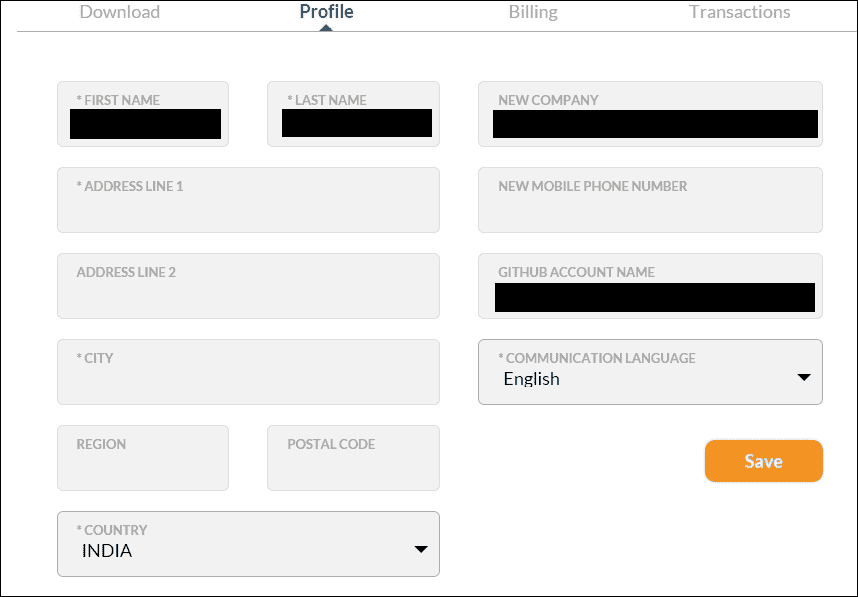 Download
Profile
Billing
Transactions
* FIRST NAME
* LAST NAME
NEW COMPANY
* ADDRESS LINE 1
NEW MOBILE PHONE NUMBER
ADDRESS LINE 2
GITHUB ACCOUNT NAME
* CITY
* COMMUNICATION LANGUAGE
English
REGION
POSTAL CODE
Save
* COUNTRY
INDIA